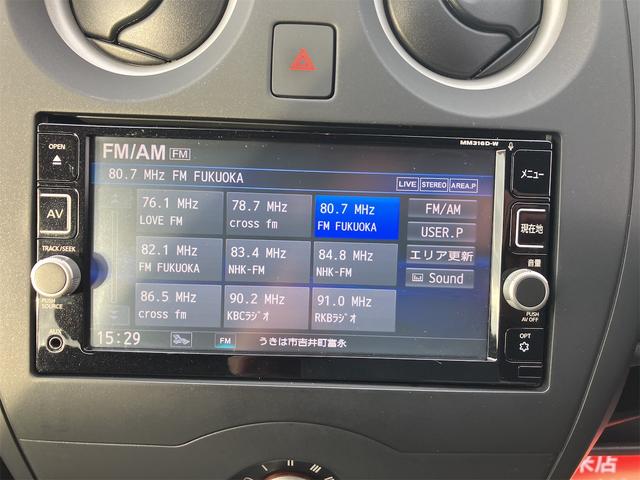 MM316D-W
OPEN
AV
TRACK/SEEK
PUSH
SOURCE
AUX
FM/AM FM
80.7 MHz FM FUKUOKA
LIVE STEREO AREA.P
76.1 MHz
LOVE FM
78.7 MHz
cross fm
80.7 MHz
FM FUKUOKA
FM/AM
USER.P
82.1 MHz
FM FUKUOKA
83.4 MHz
NHK-FM
84.8 MHz
NHK-FM
エリア更新
Sound
86.5 MHz
cross fm
90.2 MHz
KBCラジオ
91.0 MHz
RKBラジオ
15:29
FM
うきは市吉井町富永
メニュー
現在地
音量
PUSH
AV OFF
OPT
米店